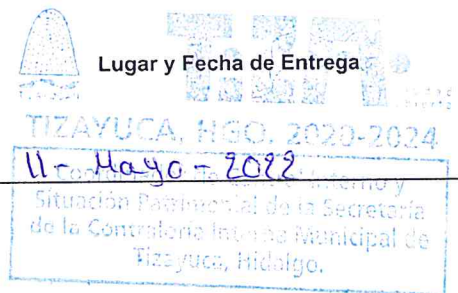 Lugar y Fecha de Entrega
TIZAYUCA, HGO. 2020-2024
11 - Mayo - 2022
Interno y
Situación Patrimonial de la Secretaría
de la Contraloría Interna Municipal de
Tizayuca, Hidalgo.